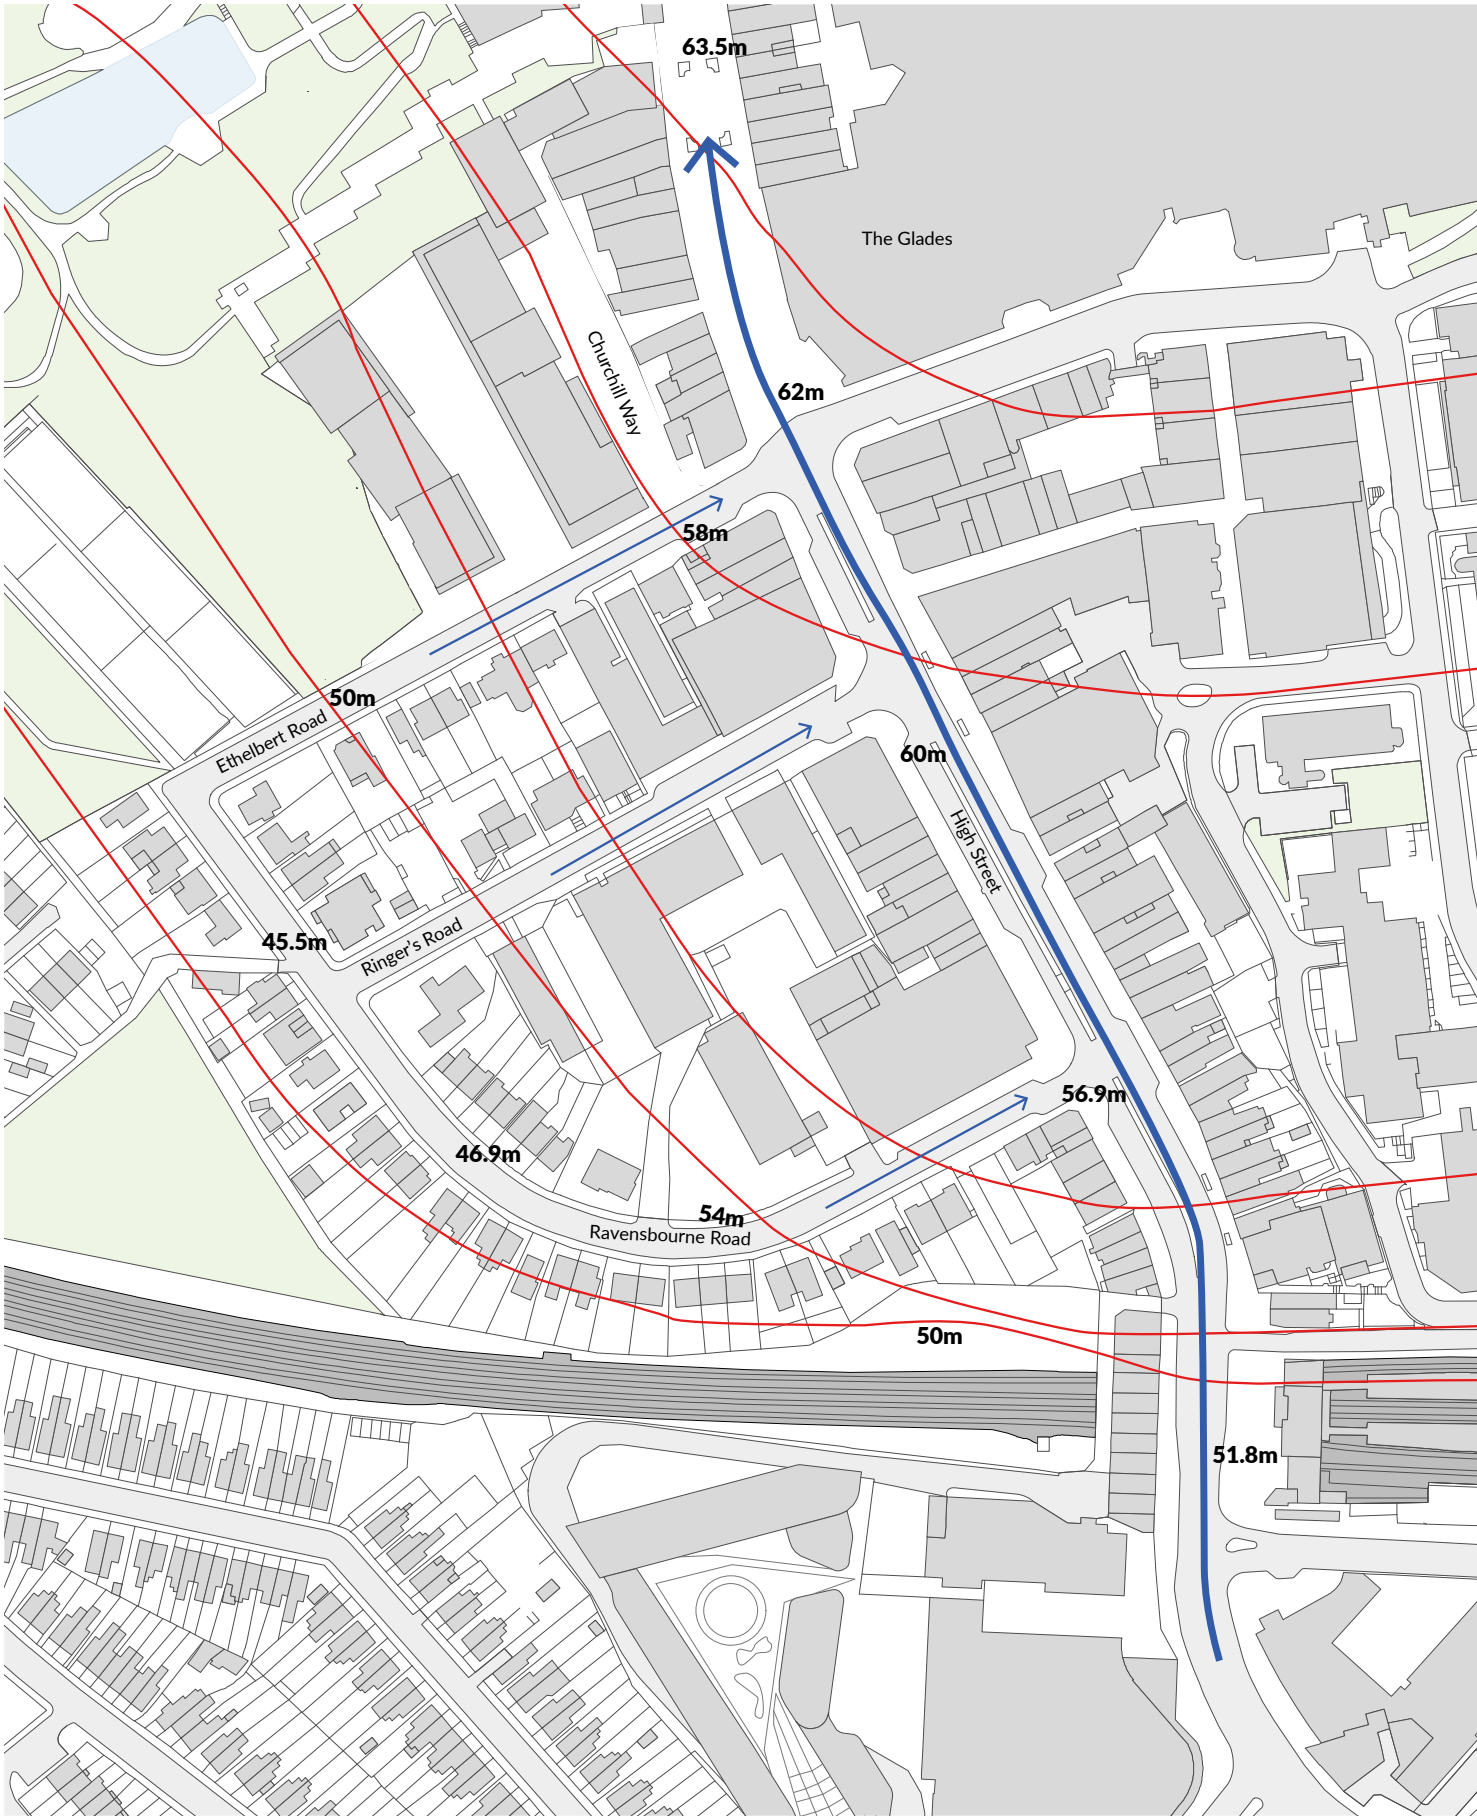 63.5m
The Glades
Churchill Way
62m
58m
50m
Ethelbert Road
60m
High Street
45.5m
Ringer's Road
56.9m
46.9m
54m
Ravensbourne Road
50m
51.8m